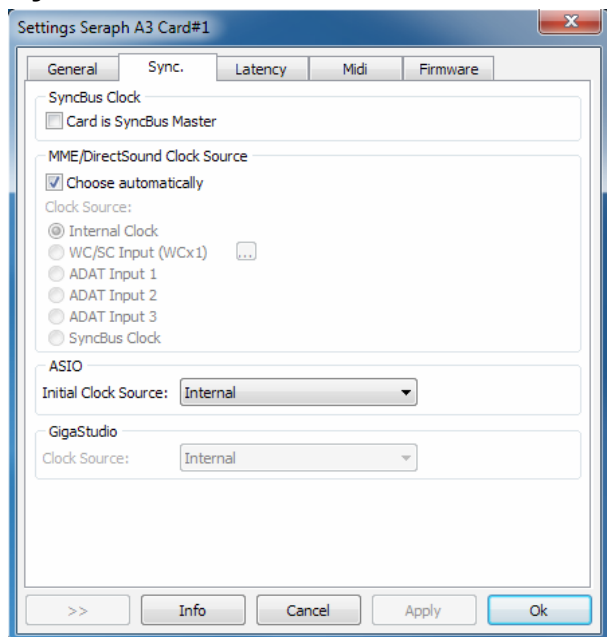 Settings Seraph A3 Card#1
General Sync. Latency Midi Firmware
SyncBus Clock
Card is SyncBus Master
MME/DirectSound Clock Source
Choose automatically
Clock Source:
Internal Clock
WC/SC Input (WCx1) ...
ADAT Input 1
ADAT Input 2
ADAT Input 3
SyncBus Clock
ASIO
Initial Clock Source: Internal
GigaStudio
Clock Source: Internal
>> Info Cancel Apply Ok